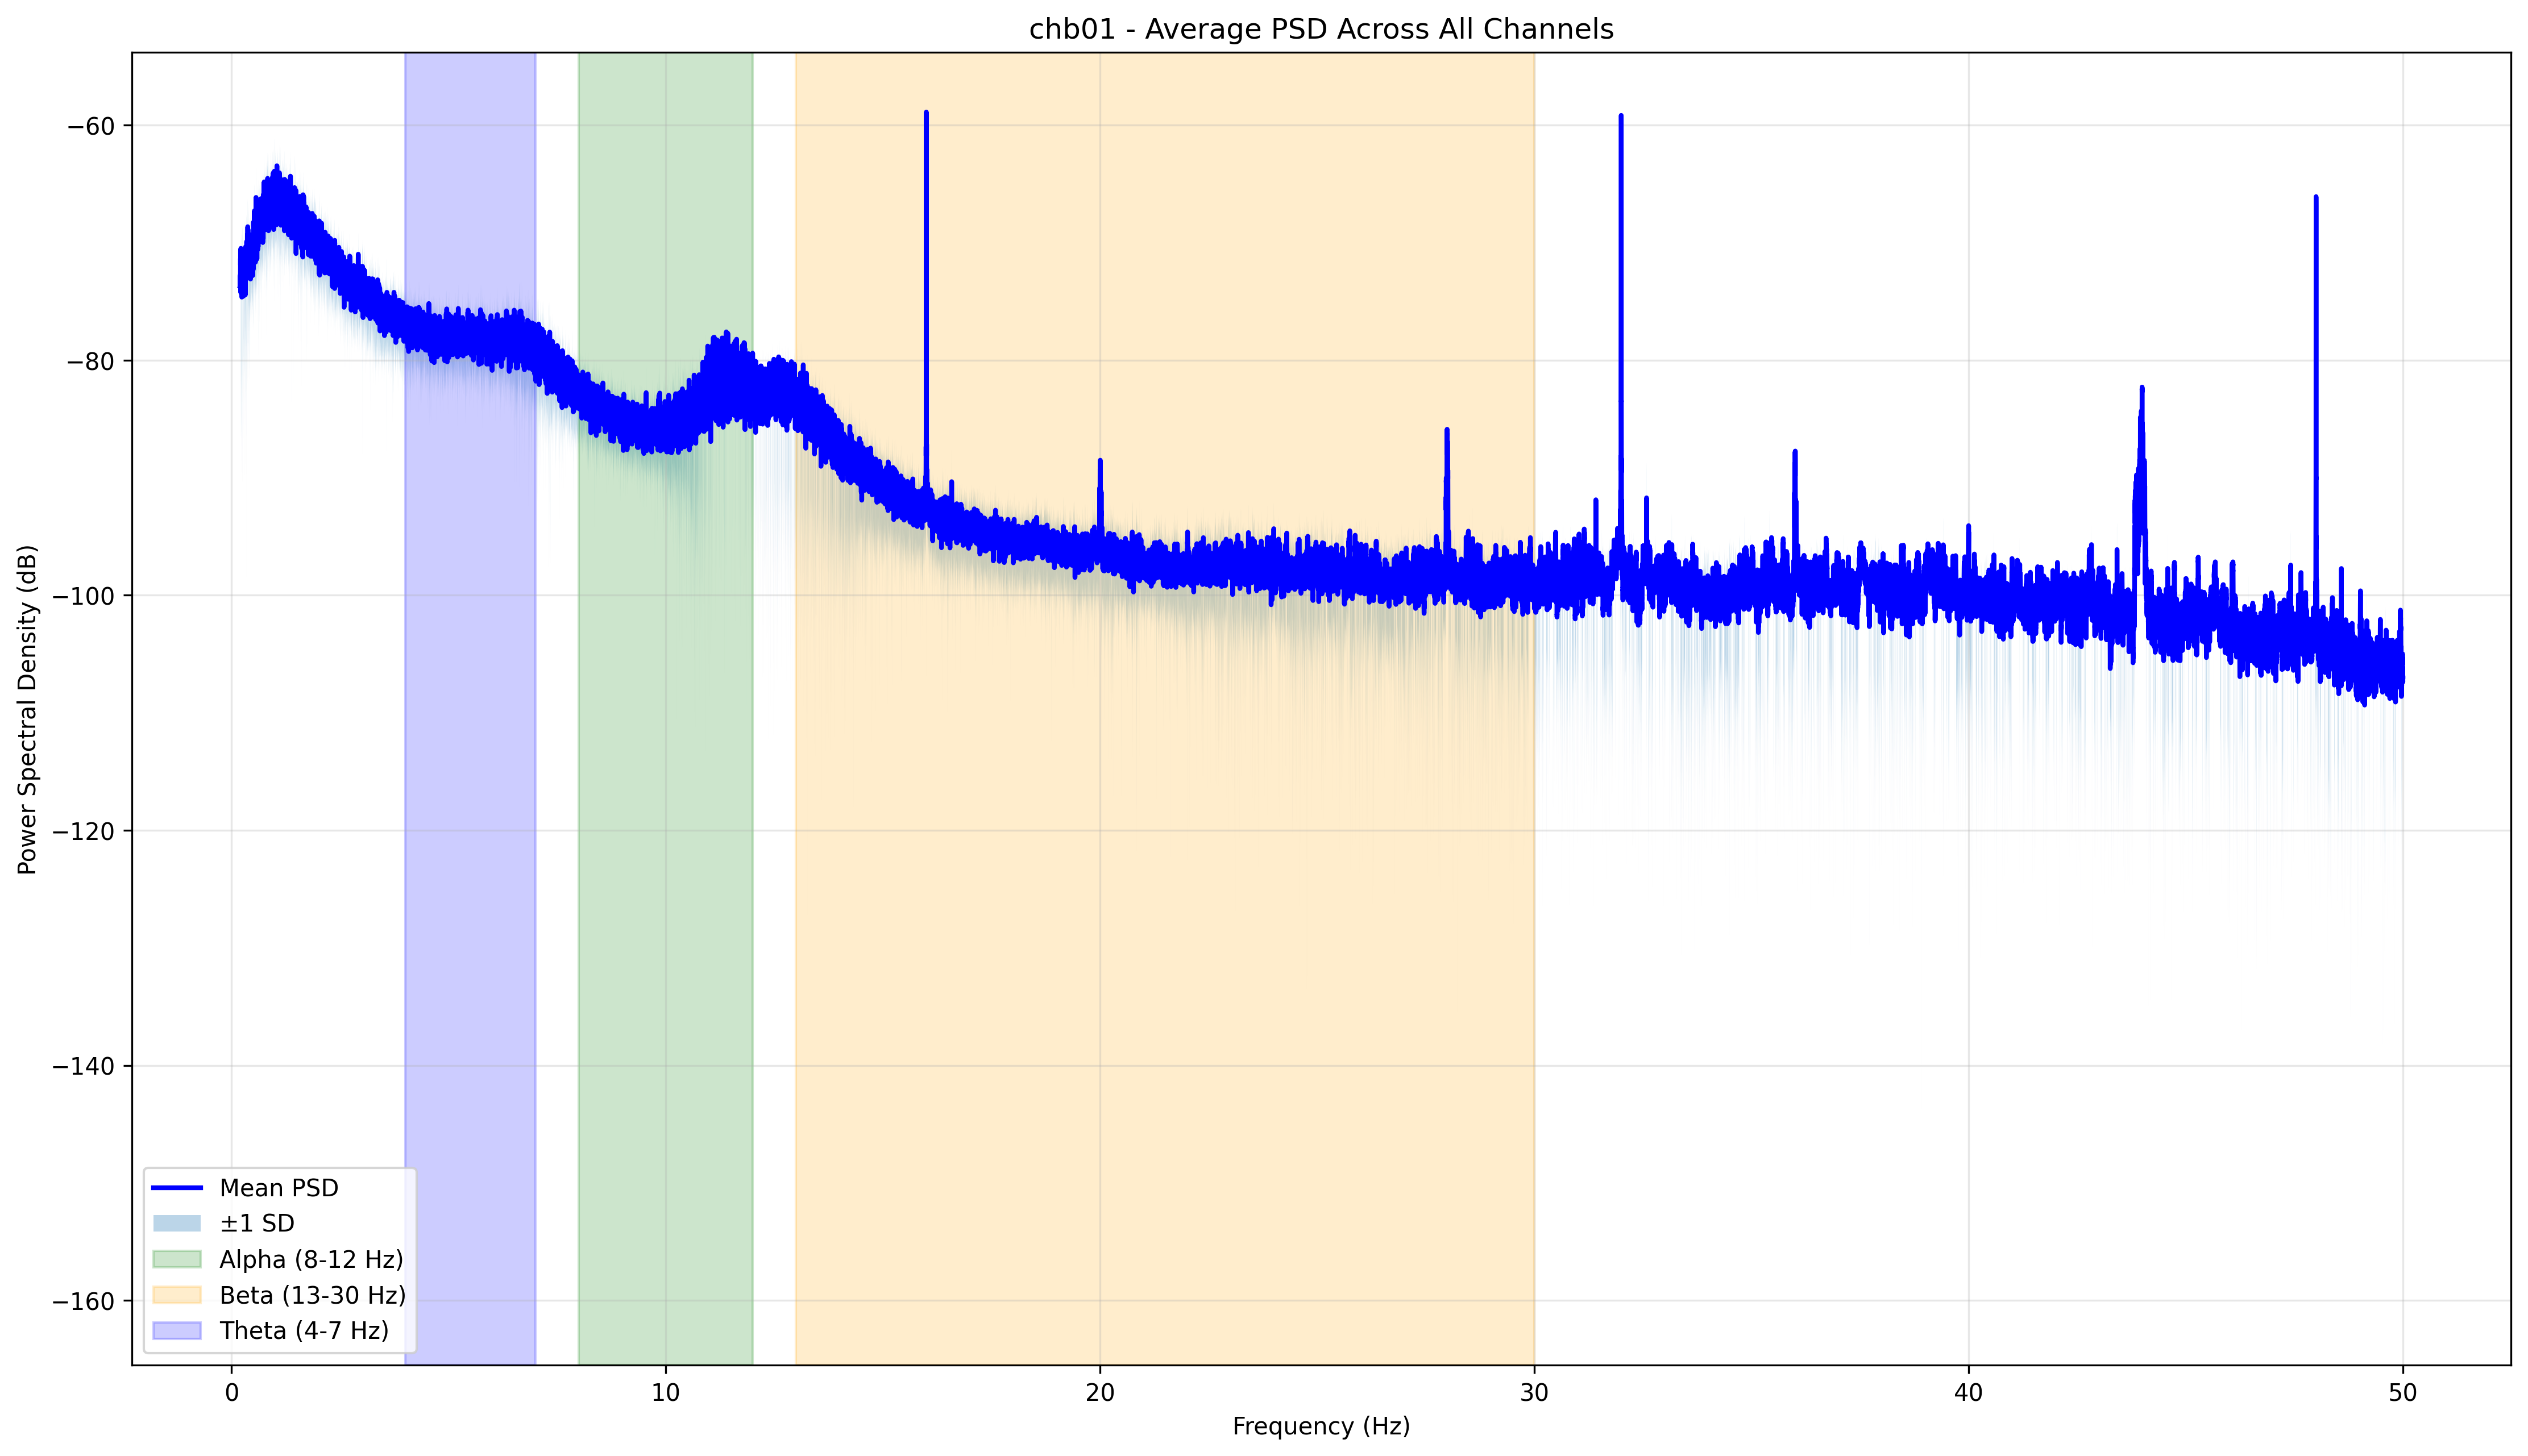 chb01 - Average PSD Across All Channels
Power Spectral Density (dB)
−60
−80
−100
−120
−140
−160
Mean PSD
±1 SD
Alpha (8-12 Hz)
Beta (13-30 Hz)
Theta (4-7 Hz)
0 10 20 30 40 50
Frequency (Hz)